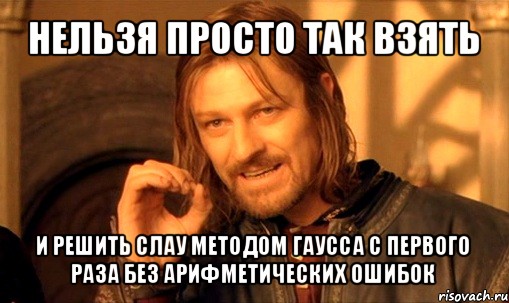 НЕЛЬЗЯ ПРОСТО ТАК ВЗЯТЬ
И РЕШИТЬ СЛАУ МЕТОДОМ ГАУССА С ПЕРВОГО
РАЗА БЕЗ АРИФМЕТИЧЕСКИХ ОШИБОК
risovach.ru